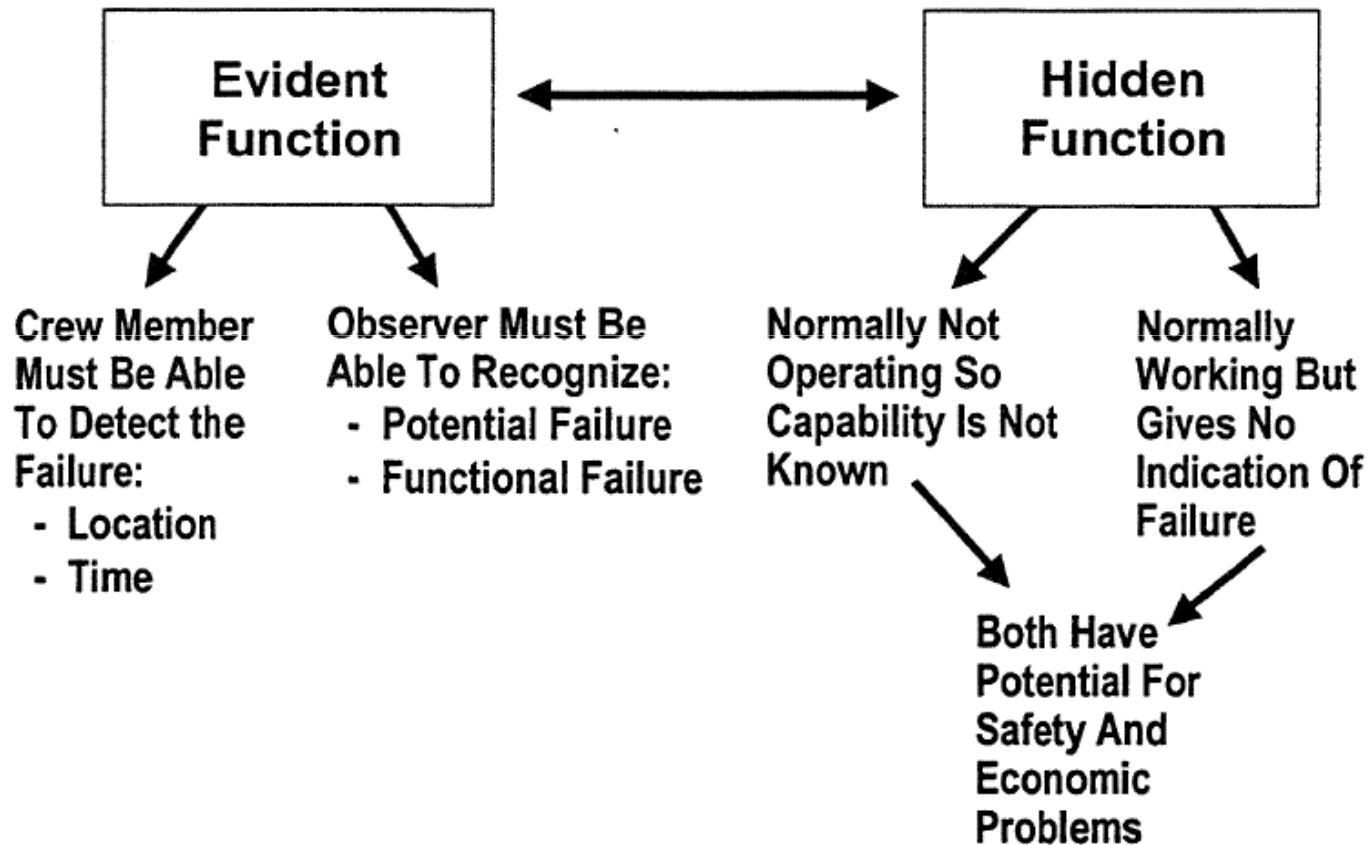 Evident
Function
Hidden
Function
Crew Member
Must Be Able
To Detect the
Failure:
- Location
- Time
Observer Must Be
Able To Recognize:
- Potential Failure
- Functional Failure
Normally Not
Operating So
Capability Is Not
Known
Normally
Working But
Gives No
Indication Of
Failure
Both Have
Potential For
Safety And
Economic
Problems